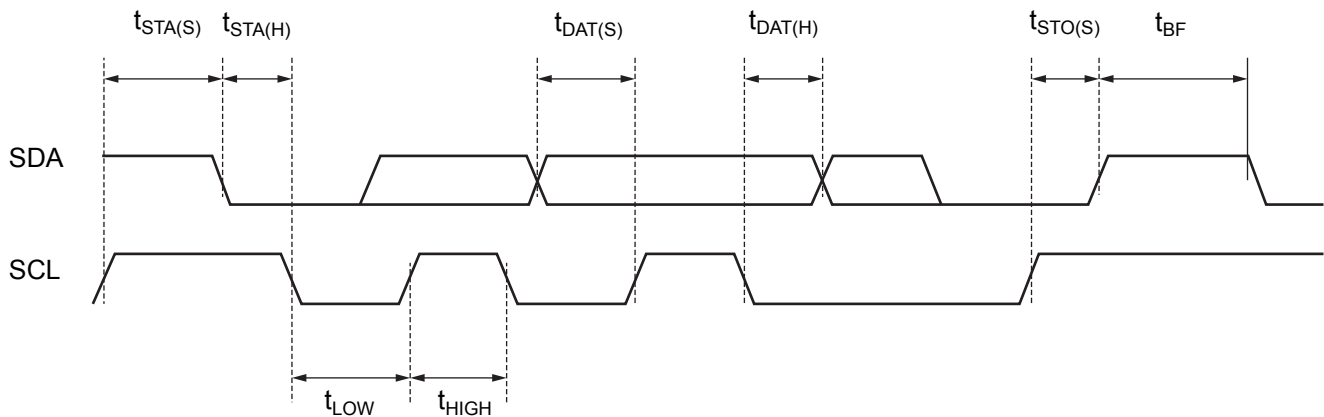 tSTA(S) tSTA(H) tDAT(S) tDAT(H) tSTO(S) tBF
SDA
SCL
tLOW tHIGH